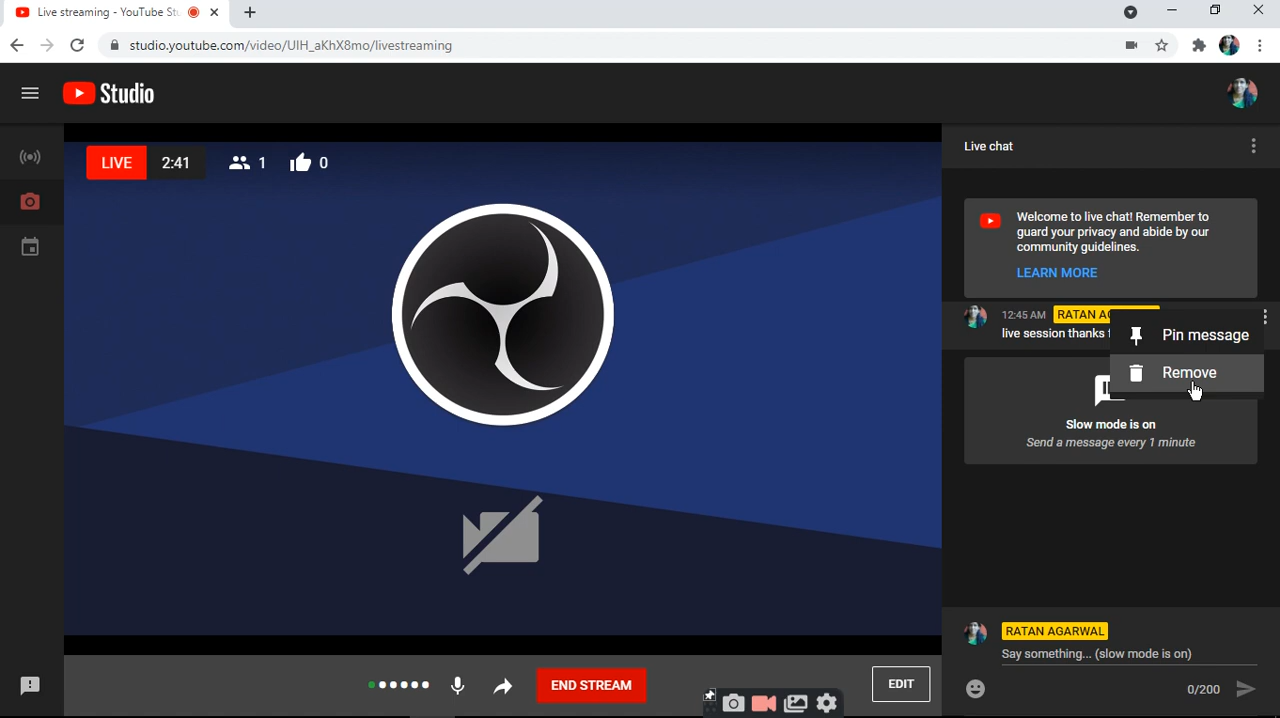 Live streaming - YouTube Stu
studio.youtube.com/video/UIH_aKhX8mo/livestreaming
Studio
LIVE 2:41 1 0
Live chat
Welcome to live chat! Remember to
guard your privacy and abide by our
community guidelines.
LEARN MORE
12:45 AM RATAN
live session thanks
Pin message
Remove
Slow mode is on
Send a message every 1 minute
RATAN AGARWAL
Say something... (slow mode is on)
0/200
END STREAM
EDIT